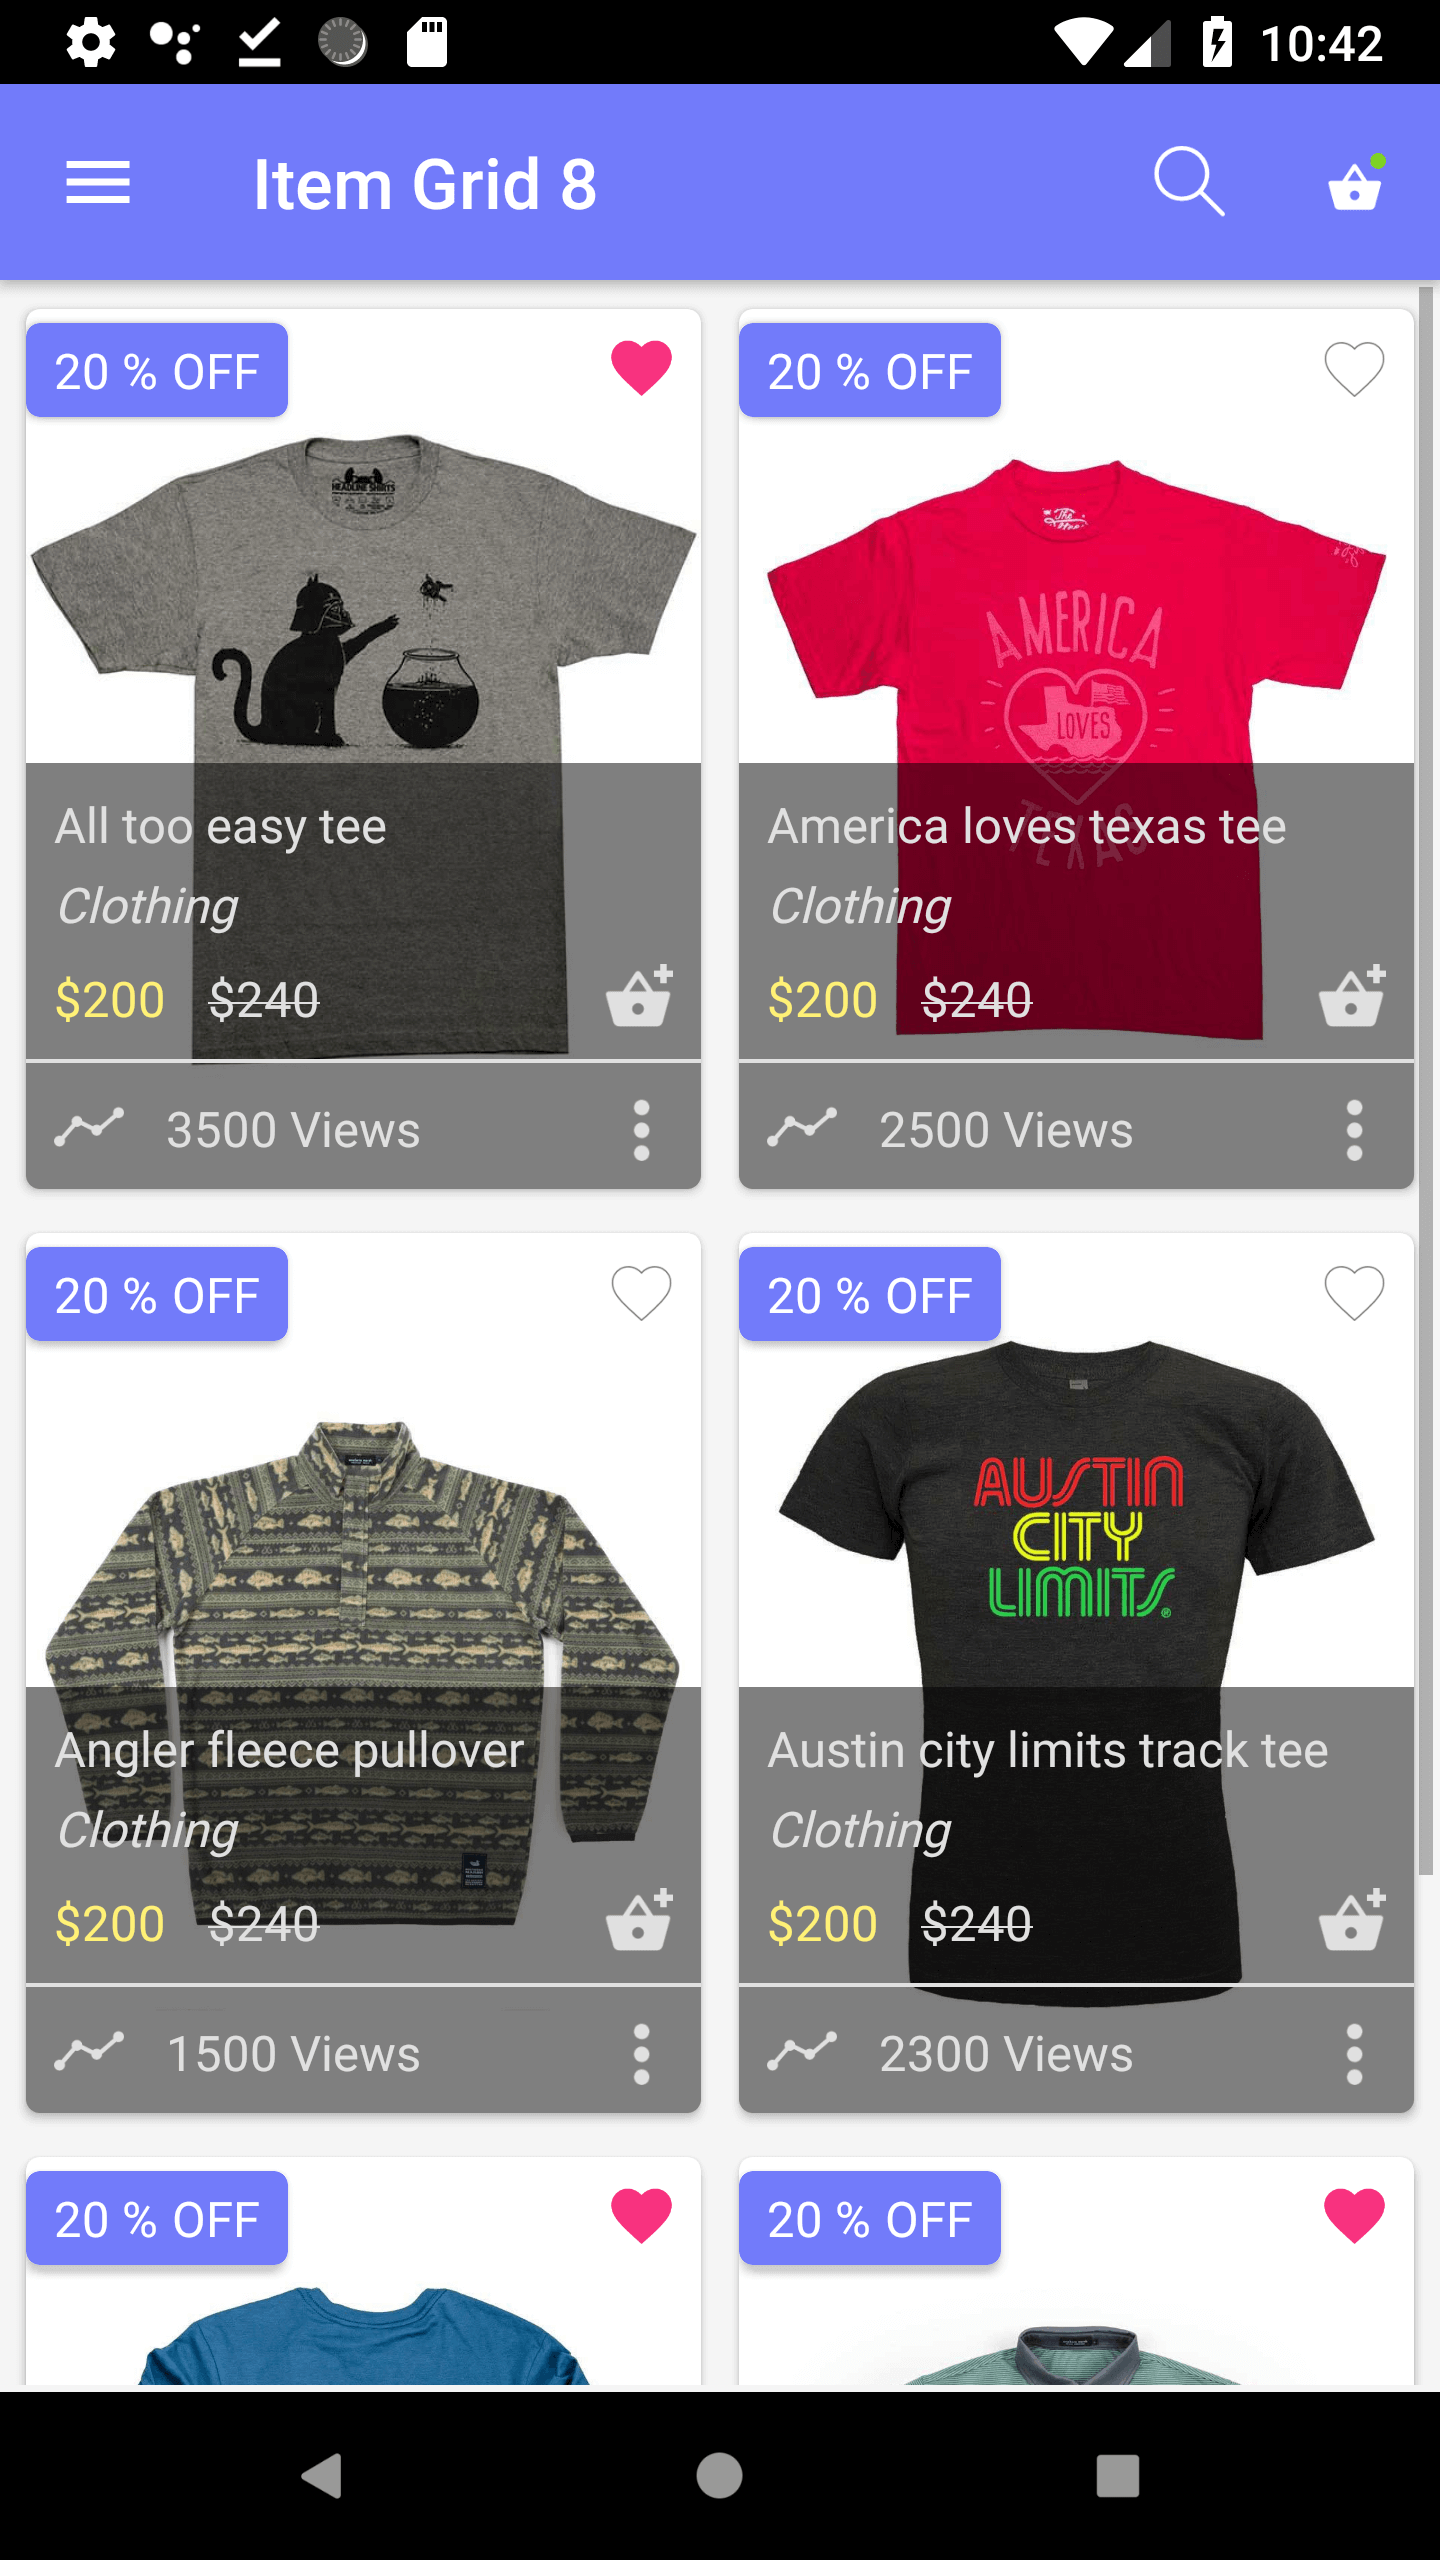 10:42
Item Grid 8
20 % OFF
20 % OFF
HEADLINE SHIRTS
The
AMERICA
LOVES
TEXAS
All too easy tee
Clothing
$200 $240
America loves texas tee
Clothing
$200 $240
3500 Views
2500 Views
20 % OFF
20 % OFF
AUSTIN
CITY
LIMITS®
Angler fleece pullover
Clothing
$200 $240
Austin city limits track tee
Clothing
$200 $240
1500 Views
2300 Views
20 % OFF
20 % OFF